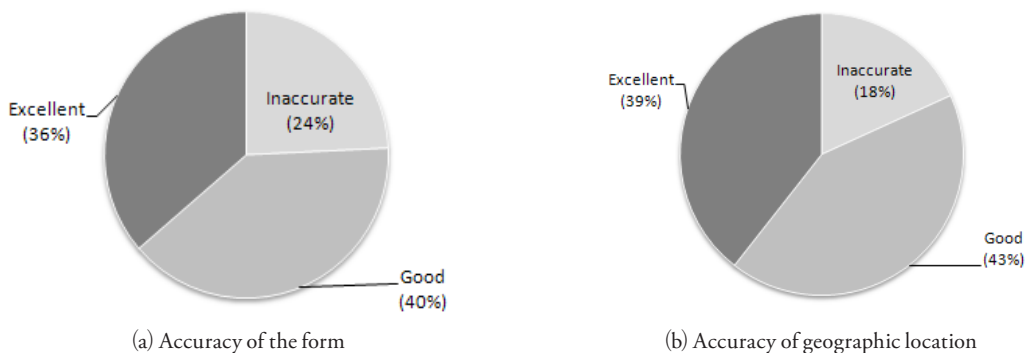 Excellent
(36%)
Inaccurate
(24%)
Good
(40%)
(a) Accuracy of the form
Excellent
(39%)
Inaccurate
(18%)
Good
(43%)
(b) Accuracy of geographic location